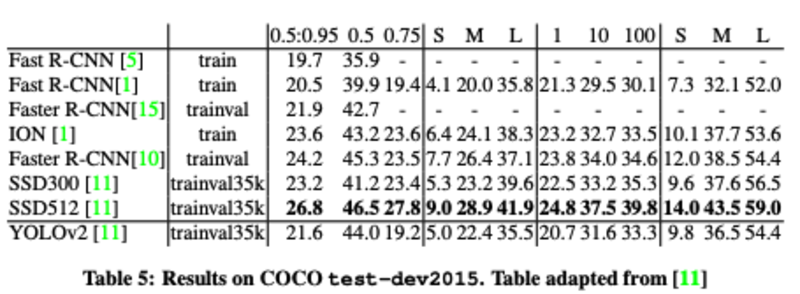 0.5:0.95 0.5 0.75 S M L 1 10 100 S M L
Fast R-CNN [5] train 19.7 35.9 - - - - - - - - - -
Fast R-CNN[1] train 20.5 39.9 19.4 4.1 20.0 35.8 21.3 29.5 30.1 7.3 32.1 52.0
Faster R-CNN[15] trainval 21.9 42.7 - - - - - - - - - -
ION [1] train 23.6 43.2 23.6 6.4 24.1 38.3 23.2 32.7 33.5 10.1 37.7 53.6
Faster R-CNN[10] trainval 24.2 45.3 23.5 7.7 26.4 37.1 23.8 34.0 34.6 12.0 38.5 54.4
SSD300 [11] trainval35k 23.2 41.2 23.4 5.3 23.2 39.6 22.5 33.2 35.3 9.6 37.6 56.5
SSD512 [11] trainval35k 26.8 46.5 27.8 9.0 28.9 41.9 24.8 37.5 39.8 14.0 43.5 59.0
YOLOv2 [11] trainval35k 21.6 44.0 19.2 5.0 22.4 35.5 20.7 31.6 33.3 9.8 36.5 54.4
Table 5: Results on COCO test-dev2015. Table adapted from [11]